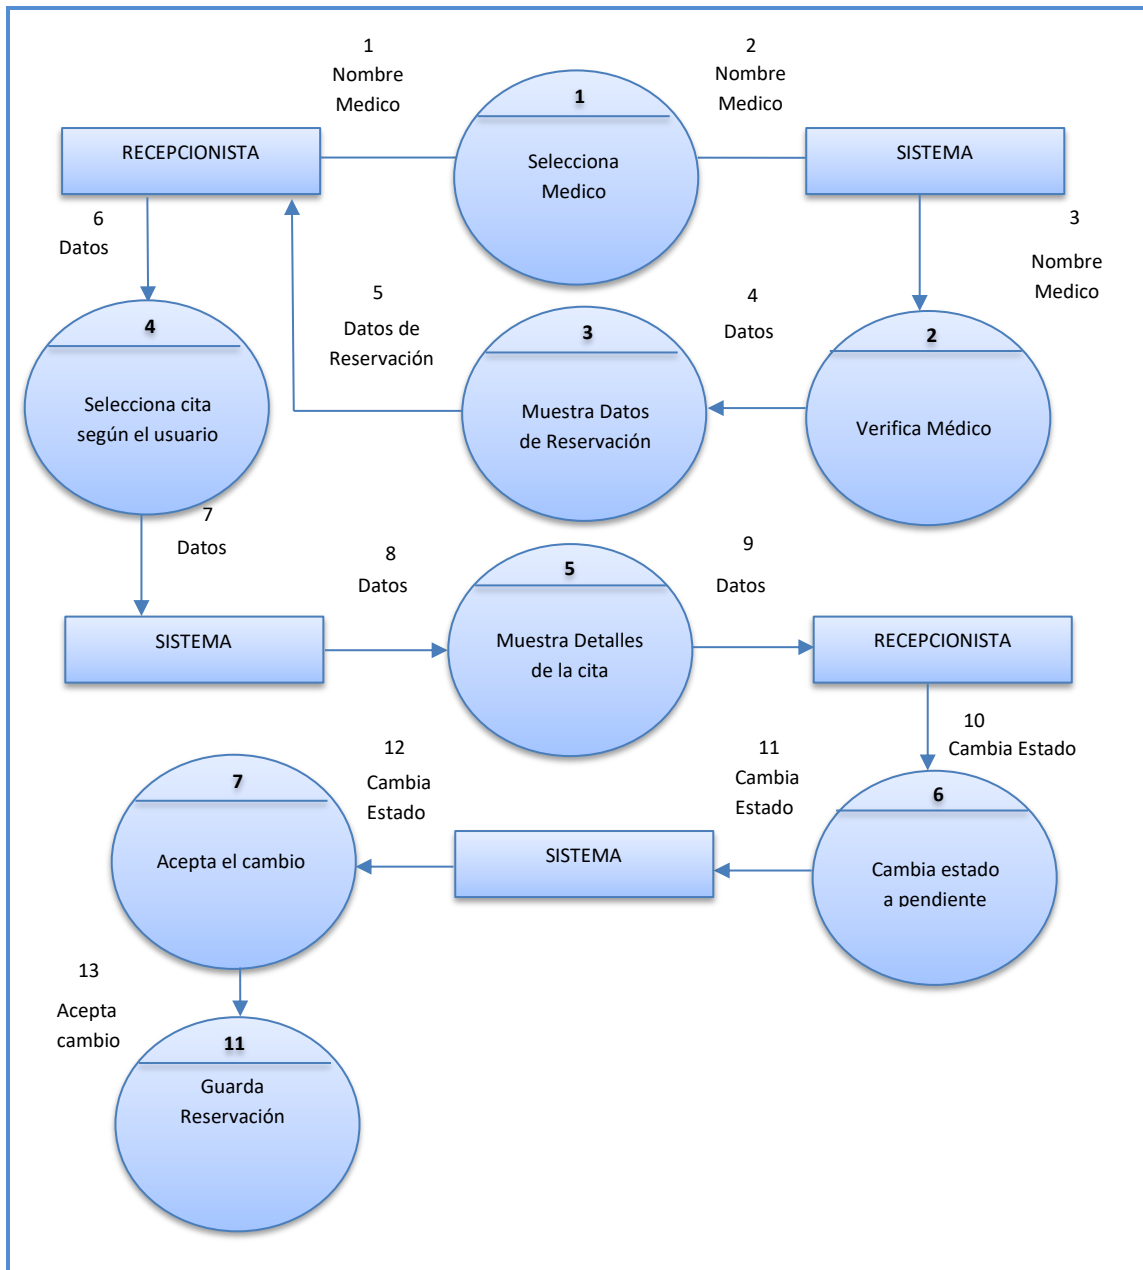 1
Nombre
Medico
2
Nombre
Medico
1
Selecciona
Medico
RECEPCIONISTA
SISTEMA
6
Datos
3
Nombre
Medico
5
Datos de
Reservación
4
Datos
4
Selecciona cita
según el usuario
3
Muestra Datos
de Reservación
2
Verifica Médico
7
Datos
8
Datos
5
Muestra Detalles
de la cita
9
Datos
SISTEMA
RECEPCIONISTA
10
Cambia Estado
11
Cambia
Estado
12
Cambia
Estado
7
Acepta el cambio
SISTEMA
6
Cambia estado
a pendiente
13
Acepta
cambio
11
Guarda
Reservación